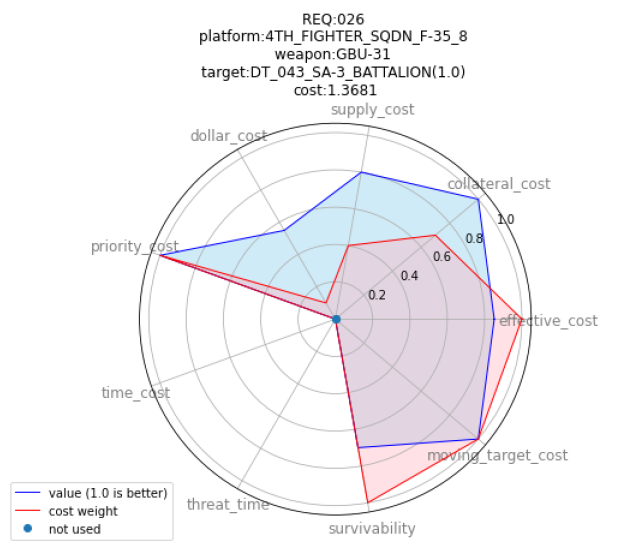 REQ:026
platform:4TH_FIGHTER_SQDN_F-35_8
weapon:GBU-31
target:DT_043_SA-3_BATTALION(1.0)
cost:1.3681
supply_cost
dollar_cost
collateral_cost
1.0
0.8
priority_cost
0.6
0.4
0.2
effective_cost
time_cost
moving_target_cost
threat_time
survivability
value (1.0 is better)
cost weight
not used